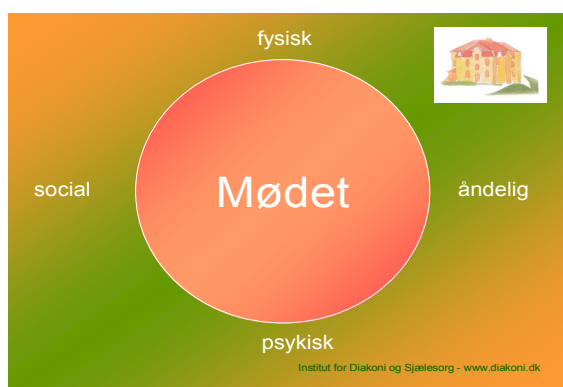 fysisk
social
Mødet
åndelig
psykisk
Institut for Diakoni og Sjælesorg - www.diakoni.dk